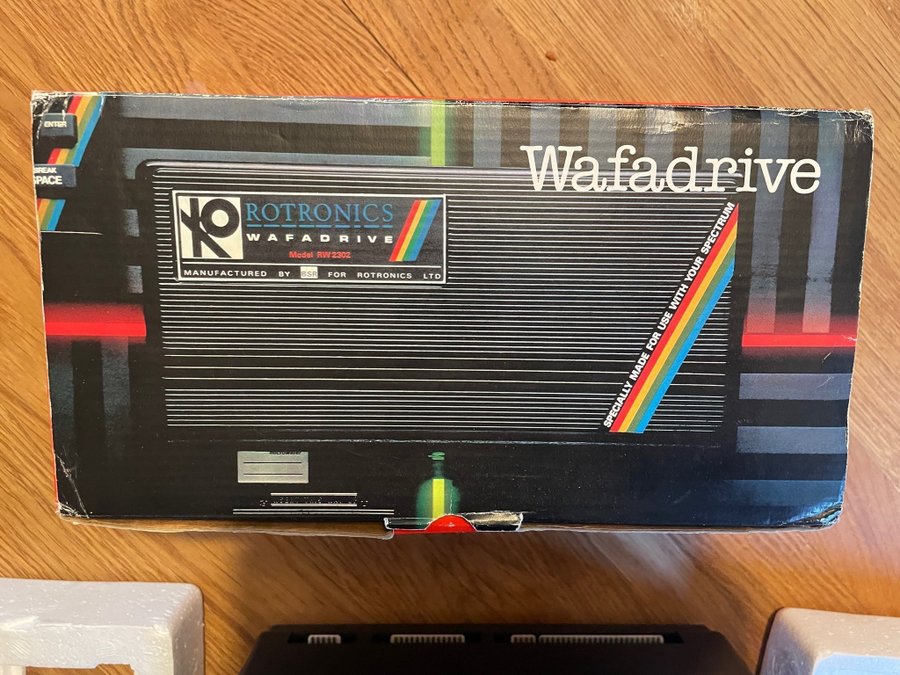 ENTER
BREAK
SPACE
Wafadrive
ROTRONICS
WAFADRIVE
Model RW 2302
MANUFACTURED BY BSR FOR ROTRONICS LTD
SPECIALLY MADE FOR USE WITH YOUR SPECTRUM